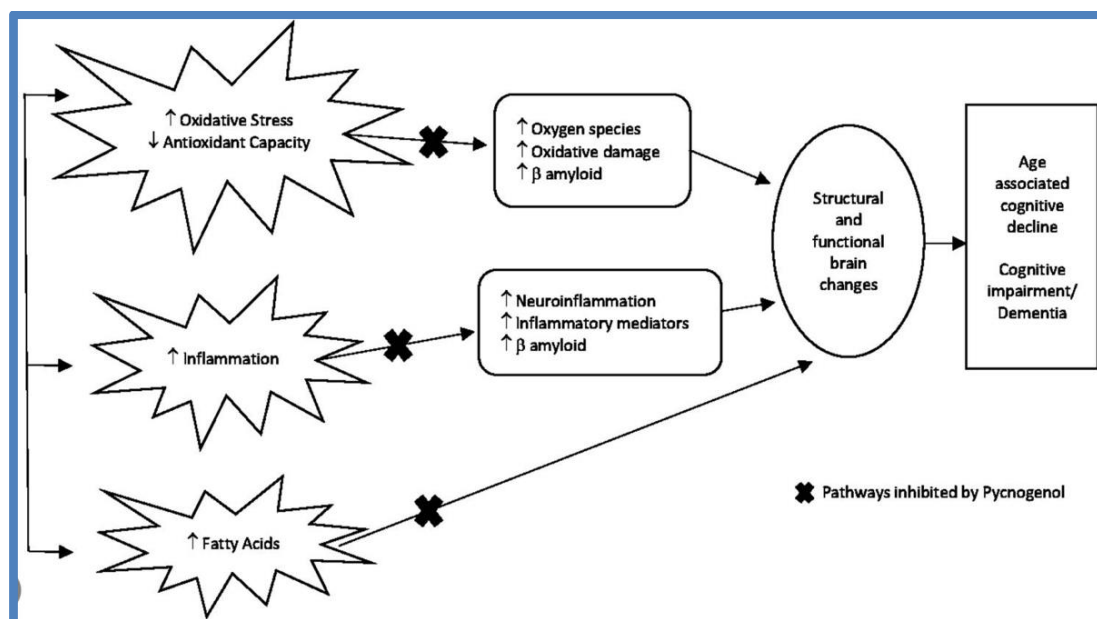 ↑ Oxidative Stress
↓ Antioxidant Capacity
↑ Oxygen species
↑ Oxidative damage
↑ β amyloid
↑ Inflammation
↑ Neuroinflammation
↑ Inflammatory mediators
↑ β amyloid
↑ Fatty Acids
Structural
and
functional
brain
changes
Age
associated
cognitive
decline
Cognitive
impairment/
Dementia
Pathways inhibited by Pycnogenol